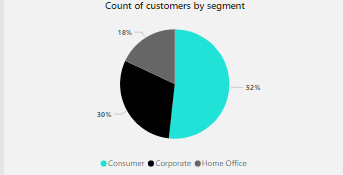 Count of customers by segment
18%
52%
30%
Consumer Corporate Home Office